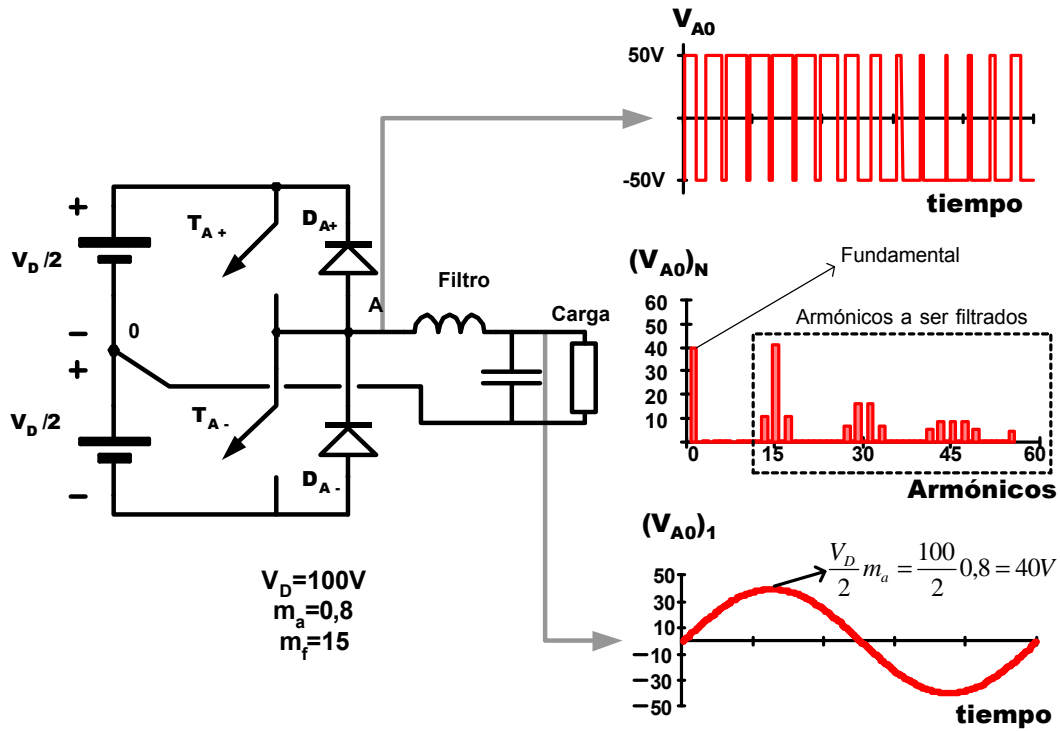 V_A0
50V
-50V
tiempo
+
V_D/2
−
0
+
V_D/2
−
T_A+
D_A+
A
Filtro
Carga
T_A-
D_A-
V_D=100V
m_a=0,8
m_f=15
(V_A0)_N
Fundamental
Armónicos a ser filtrados
60
50
40
30
20
10
0 15 30 45 60
Armónicos
(V_A0)_1
V_D/2 m_a = 100/2 0,8 = 40V
50
30
10
−10
−30
−50
tiempo